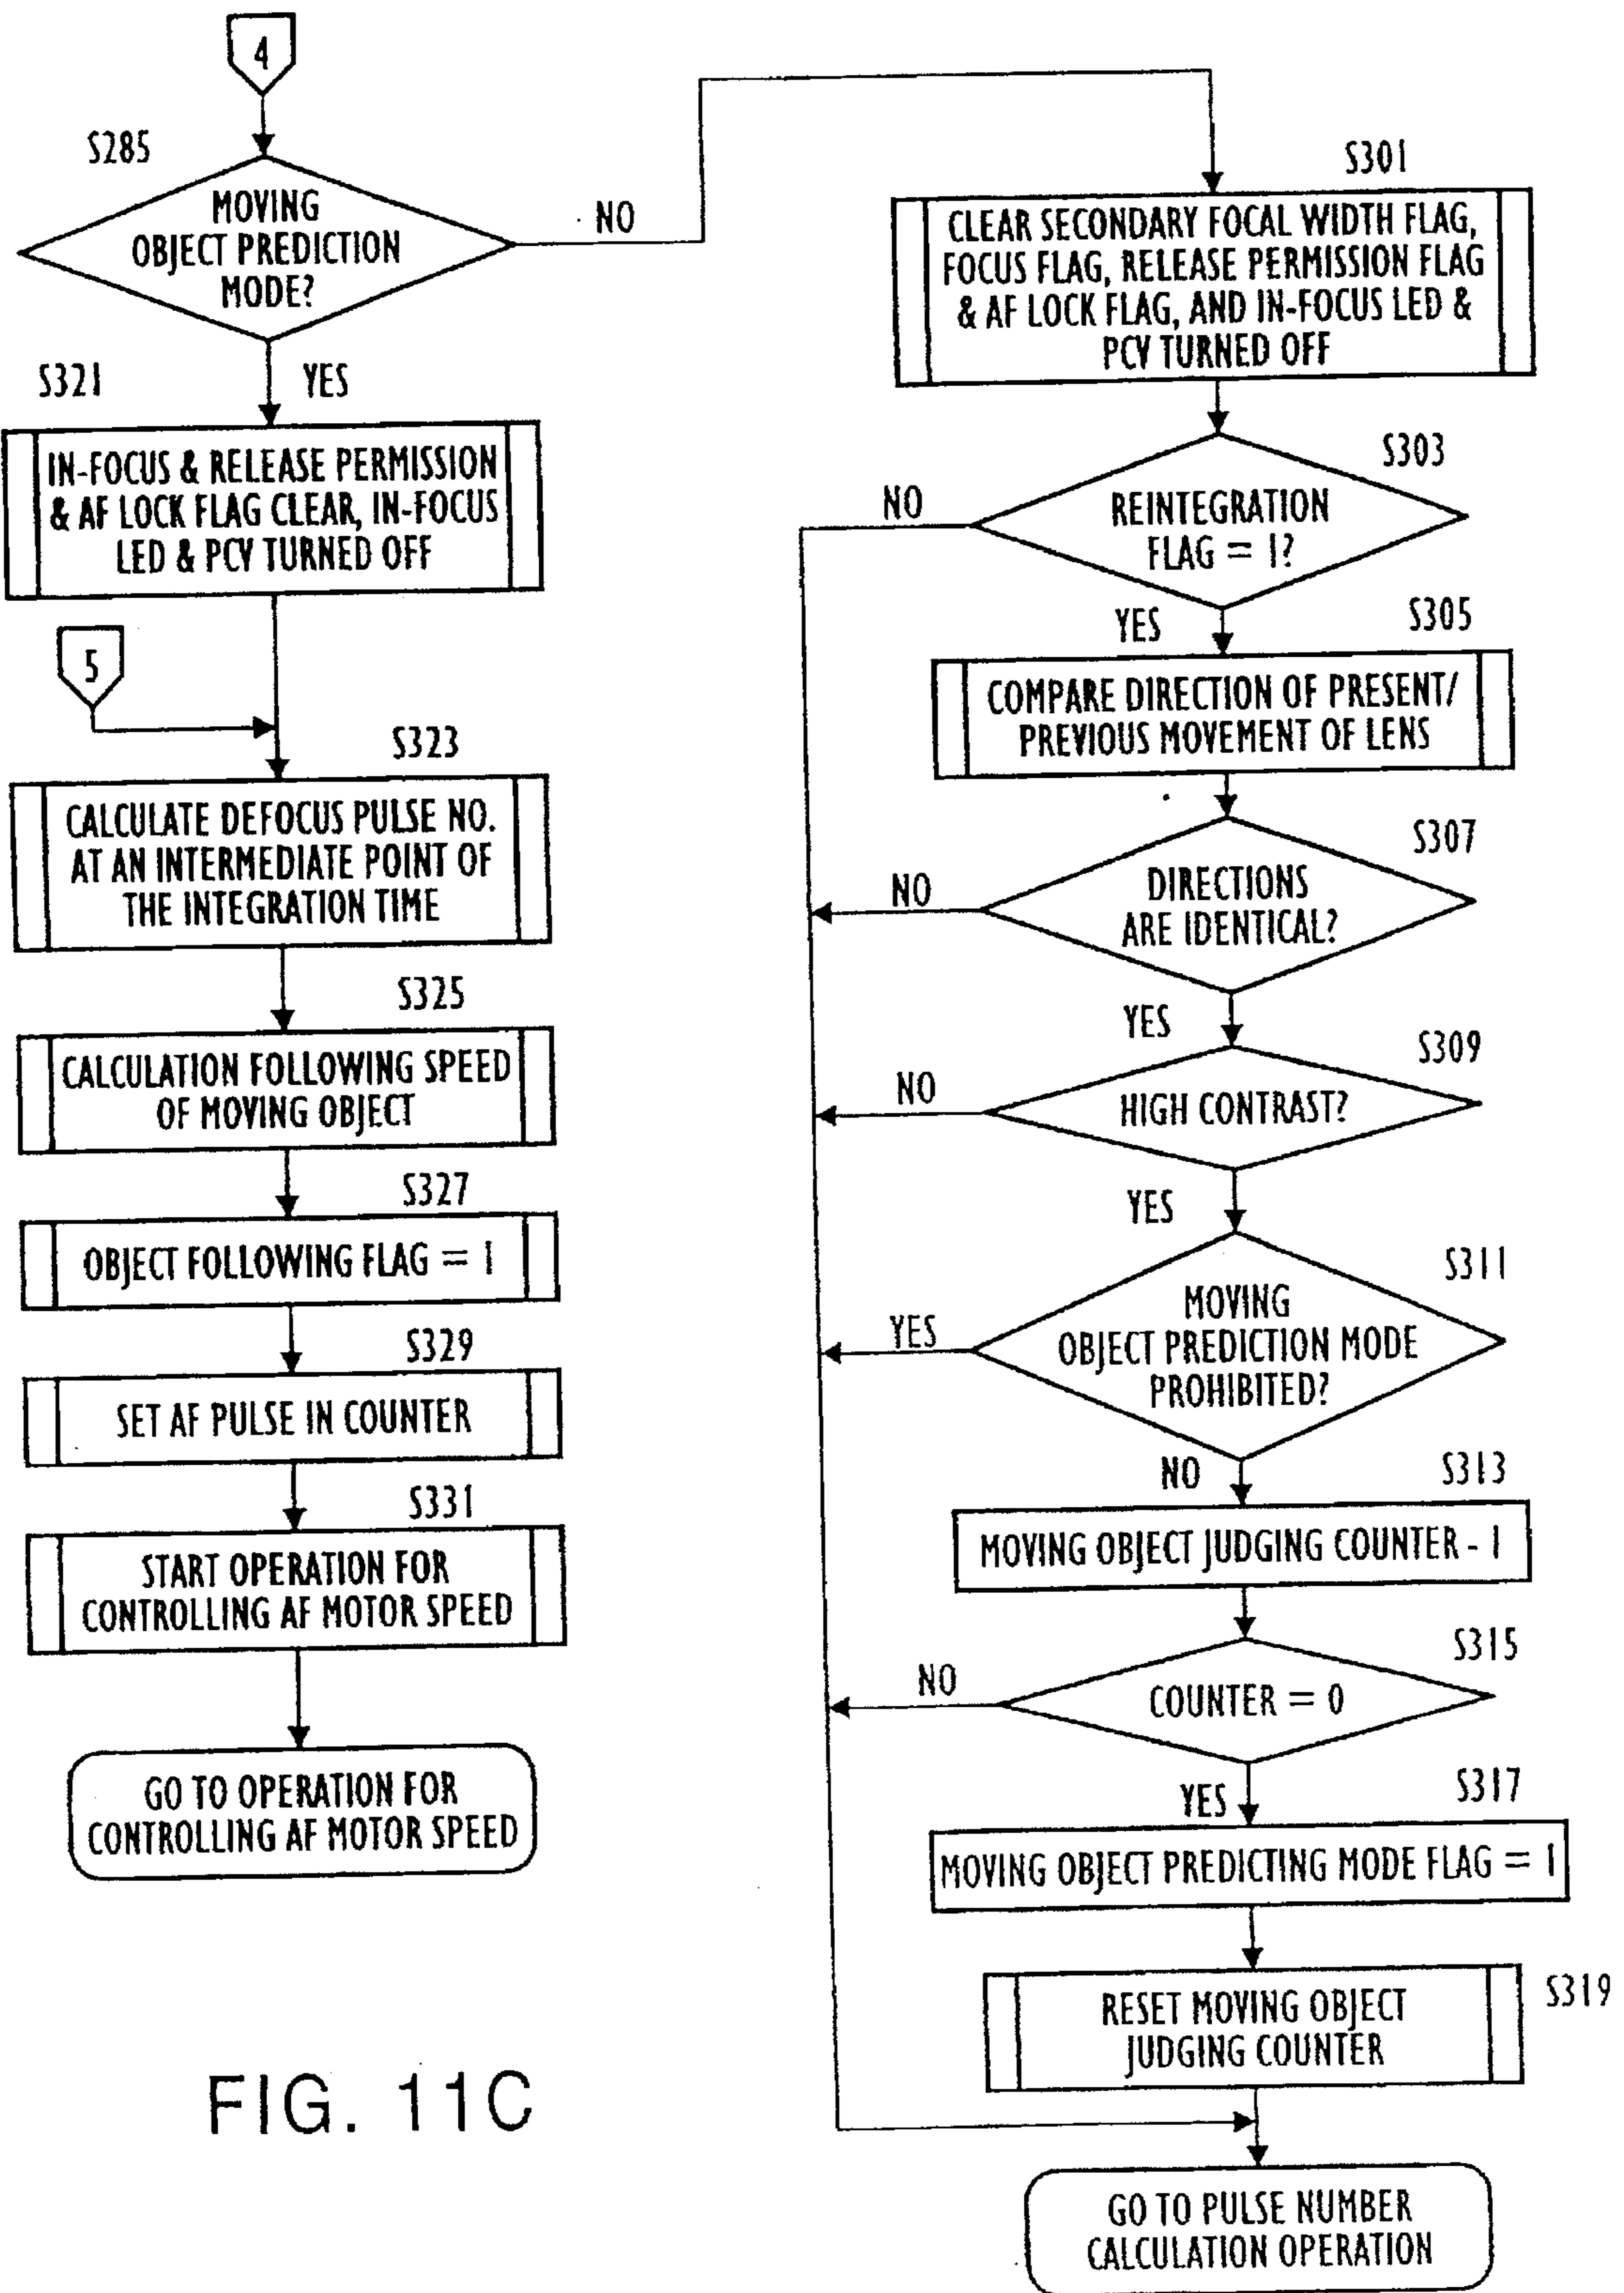 4
S285
MOVING
OBJECT PREDICTION
MODE?
NO
YES
S321
IN-FOCUS & RELEASE PERMISSION
& AF LOCK FLAG CLEAR, IN-FOCUS
LED & PCV TURNED OFF
5
S323
CALCULATE DEFOCUS PULSE NO.
AT AN INTERMEDIATE POINT OF
THE INTEGRATION TIME
S325
CALCULATION FOLLOWING SPEED
OF MOVING OBJECT
S327
OBJECT FOLLOWING FLAG = 1
S329
SET AF PULSE IN COUNTER
S331
START OPERATION FOR
CONTROLLING AF MOTOR SPEED
GO TO OPERATION FOR
CONTROLLING AF MOTOR SPEED
S301
CLEAR SECONDARY FOCAL WIDTH FLAG,
FOCUS FLAG, RELEASE PERMISSION FLAG
& AF LOCK FLAG, AND IN-FOCUS LED &
PCV TURNED OFF
S303
REINTEGRATION
FLAG = 1?
NO
YES
S305
COMPARE DIRECTION OF PRESENT/
PREVIOUS MOVEMENT OF LENS
S307
DIRECTIONS
ARE IDENTICAL?
NO
YES
S309
HIGH CONTRAST?
NO
YES
S311
MOVING
OBJECT PREDICTION MODE
PROHIBITED?
YES
NO
S313
MOVING OBJECT JUDGING COUNTER - 1
S315
COUNTER = 0
NO
YES
S317
MOVING OBJECT PREDICTING MODE FLAG = 1
S319
RESET MOVING OBJECT
JUDGING COUNTER
GO TO PULSE NUMBER
CALCULATION OPERATION
FIG. 11C